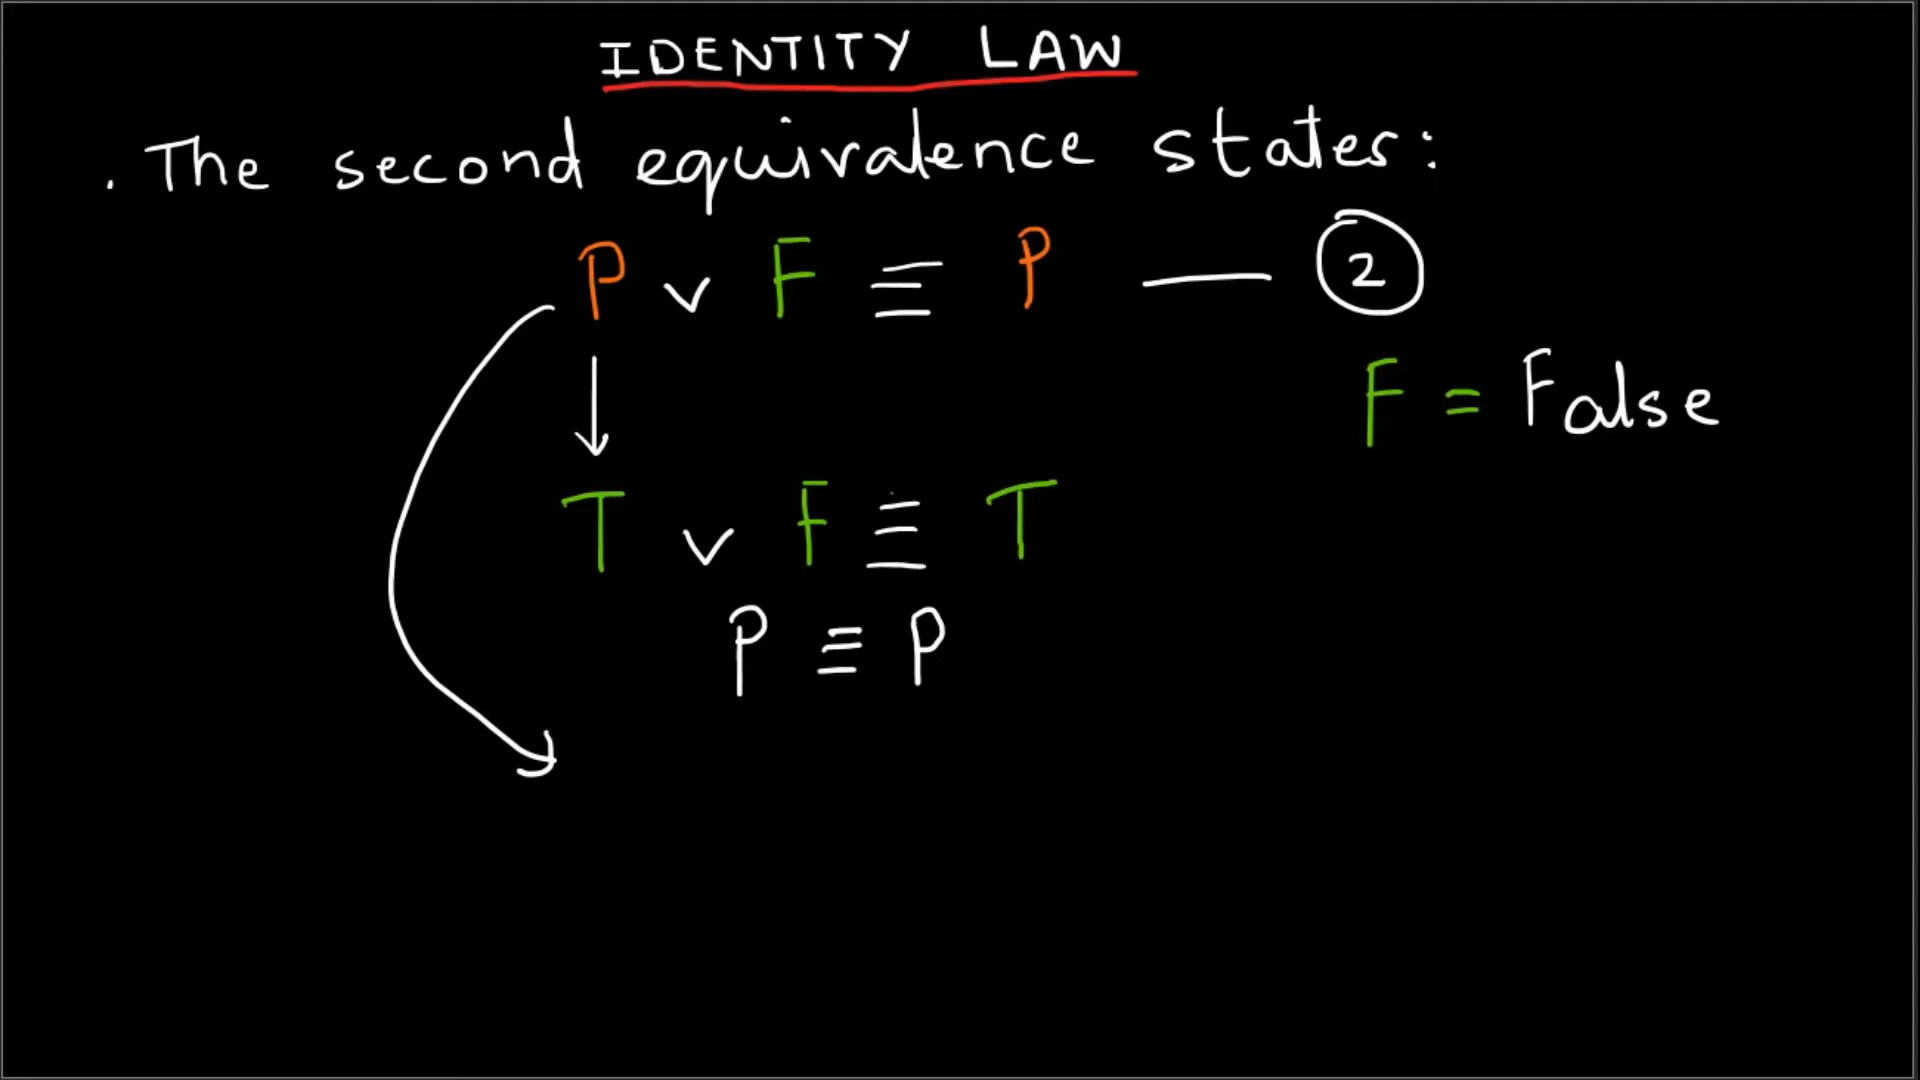 IDENTITY LAW
. The second equivalence states:
P ∨ F ≡ P — 2
F = False
T ∨ F ≡ T
P ≡ P